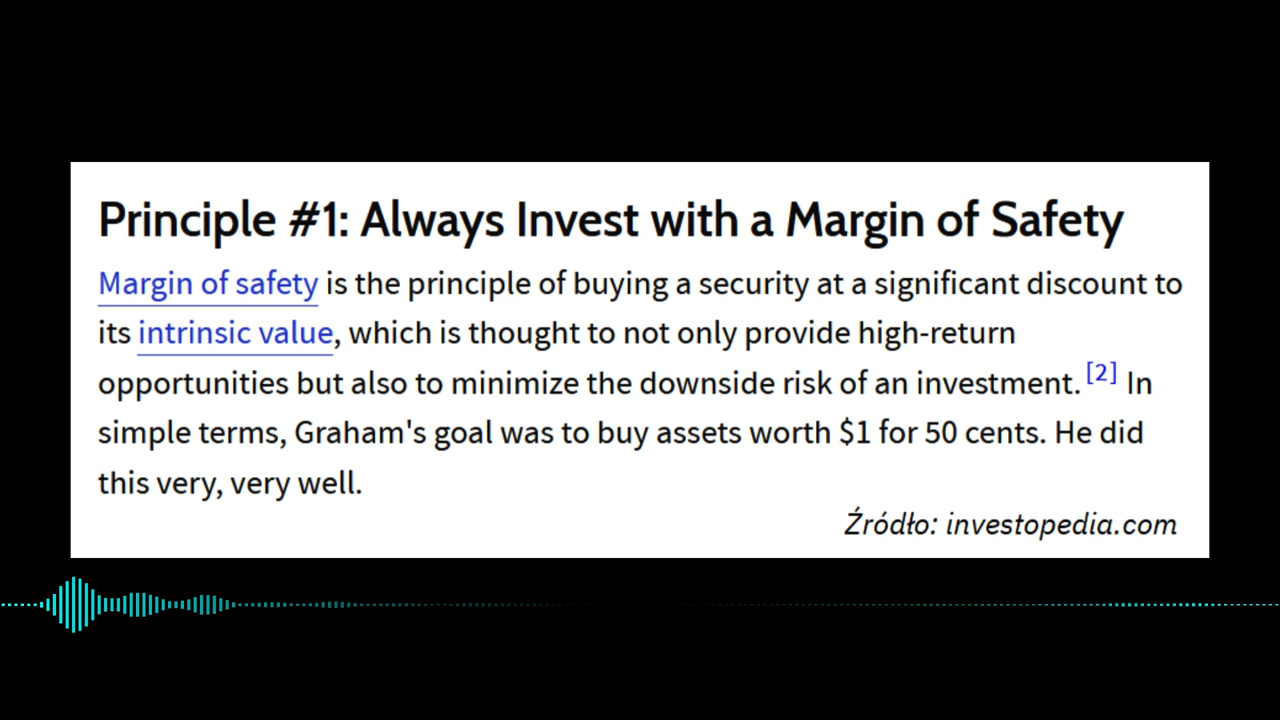 Principle #1: Always Invest with a Margin of Safety
Margin of safety is the principle of buying a security at a significant discount to
its intrinsic value, which is thought to not only provide high-return
opportunities but also to minimize the downside risk of an investment. [2] In
simple terms, Graham's goal was to buy assets worth $1 for 50 cents. He did
this very, very well.
Źródło: investopedia.com